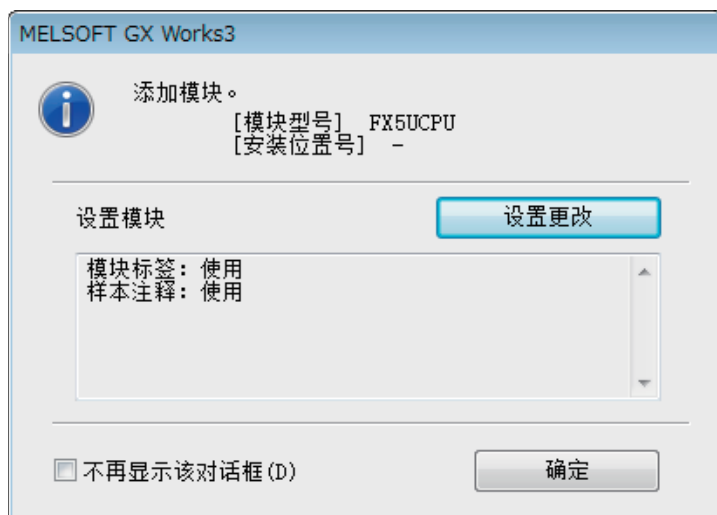 MELSOFT GX Works3
添加模块。
[模块型号] FX5UCPU
[安装位置号] -
设置模块
设置更改
模块标签: 使用
样本注释: 使用
不再显示该对话框(D)
确定